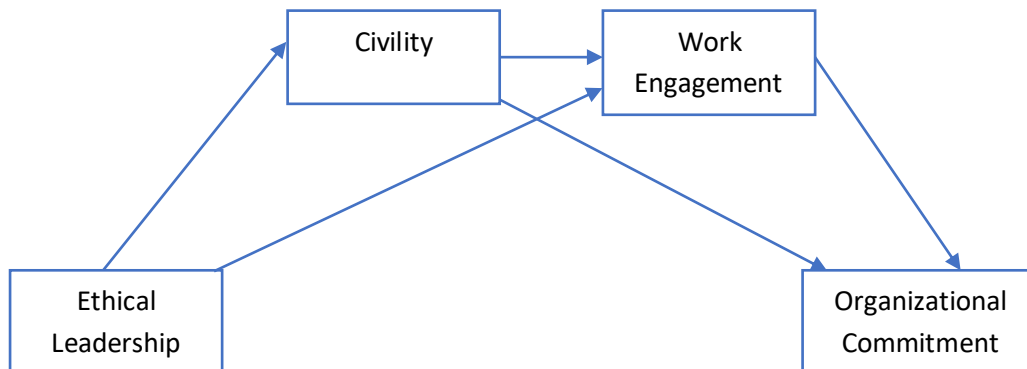 Civility
Work
Engagement
Ethical
Leadership
Organizational
Commitment